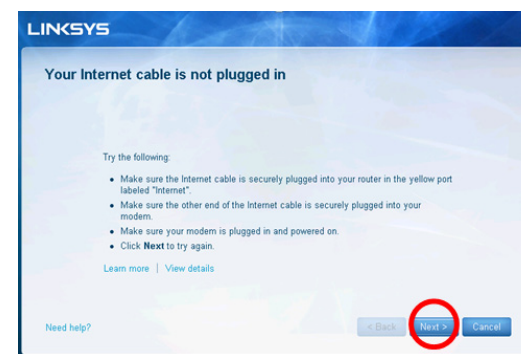 LINKSYS
Your Internet cable is not plugged in
Try the following:
• Make sure the Internet cable is securely plugged into your router in the yellow port
labeled "Internet".
• Make sure the other end of the Internet cable is securely plugged into your
modem.
• Make sure your modem is plugged in and powered on.
• Click Next to try again.
Learn more | View details
Need help? < Back Next > Cancel